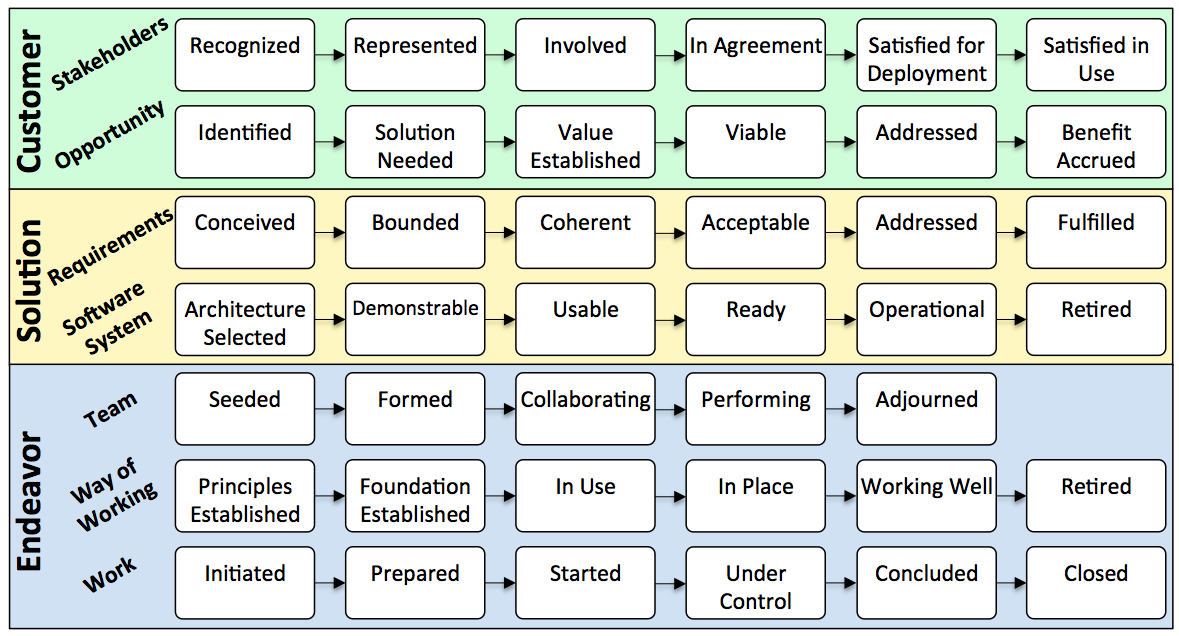 Customer
Stakeholders
Recognized
Represented
Involved
In Agreement
Satisfied for
Deployment
Satisfied in
Use
Opportunity
Identified
Solution
Needed
Value
Established
Viable
Addressed
Benefit
Accrued
Solution
Requirements
Conceived
Bounded
Coherent
Acceptable
Addressed
Fulfilled
Software
System
Architecture
Selected
Demonstrable
Usable
Ready
Operational
Retired
Endeavor
Team
Seeded
Formed
Collaborating
Performing
Adjourned
Way of
Working
Principles
Established
Foundation
Established
In Use
In Place
Working Well
Retired
Work
Initiated
Prepared
Started
Under
Control
Concluded
Closed